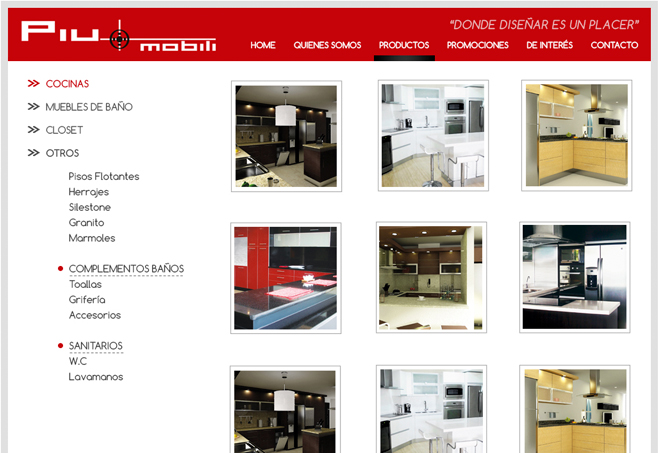 Piu mobili
"DONDE DISEÑAR ES UN PLACER"
HOME QUIENES SOMOS PRODUCTOS PROMOCIONES DE INTERÉS CONTACTO
>> COCINAS
>> MUEBLES DE BAÑO
>> CLOSET
>> OTROS
Pisos Flotantes
Herrajes
Silestone
Granito
Marmoles
• COMPLEMENTOS BAÑOS
Toallas
Grifería
Accesorios
• SANITARIOS
W.C
Lavamanos